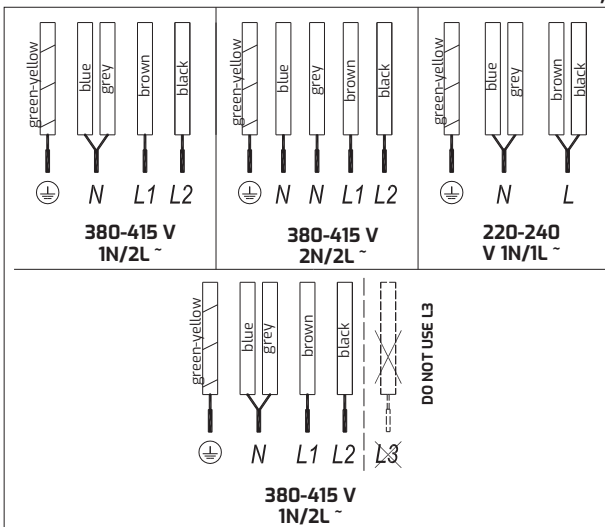 green-yellow blue grey brown black
N L1 L2
380-415 V
1N/2L ~
green-yellow blue grey brown black
N N L1 L2
380-415 V
2N/2L ~
green-yellow blue grey brown black
N L
220-240
V 1N/1L ~
green-yellow blue grey brown black
DO NOT USE L3
N L1 L2 L3
380-415 V
1N/2L ~